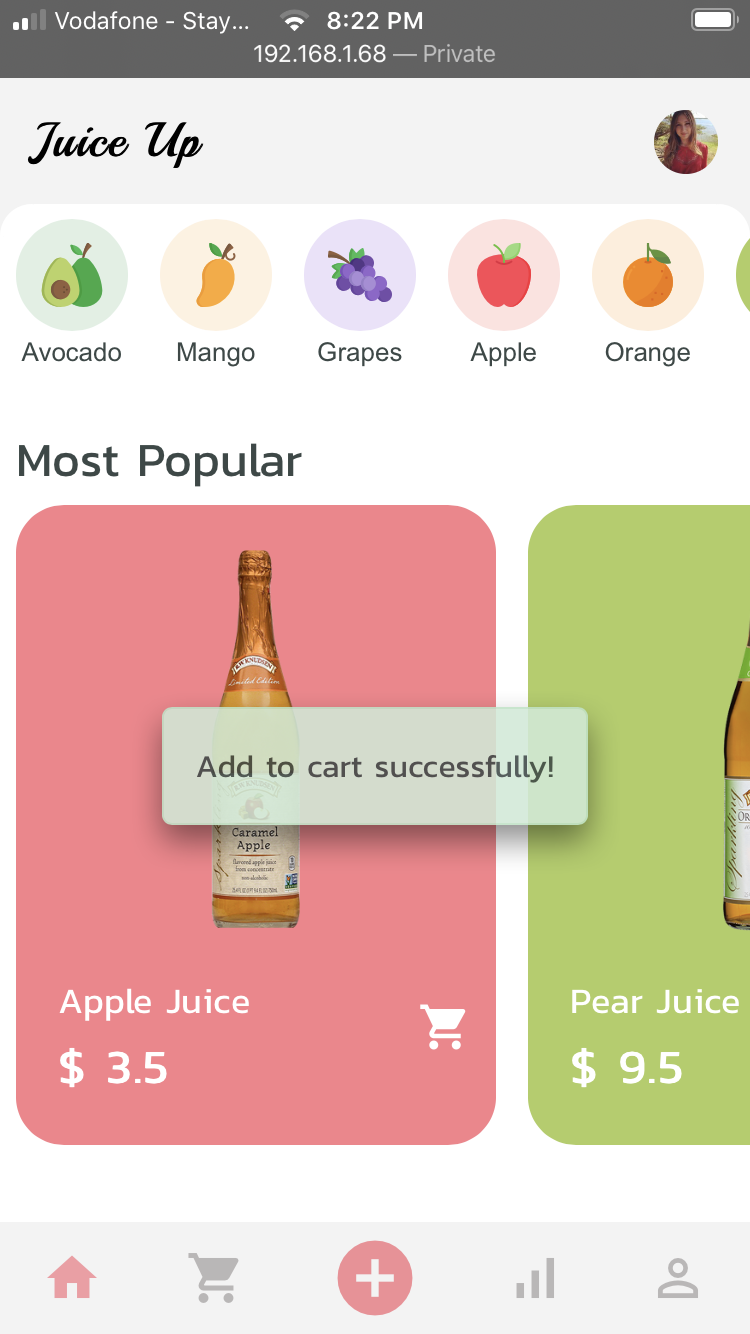 Vodafone - Stay... 8:22 PM
192.168.1.68 — Private
Juice Up
Avocado Mango Grapes Apple Orange
Most Popular
R.W. KNUDSEN
Limited Edition
Add to cart successfully!
Caramel
Apple
flavored apple juice
from concentrate
non-alcoholic
Apple Juice
$ 3.5
Pear Juice
$ 9.5